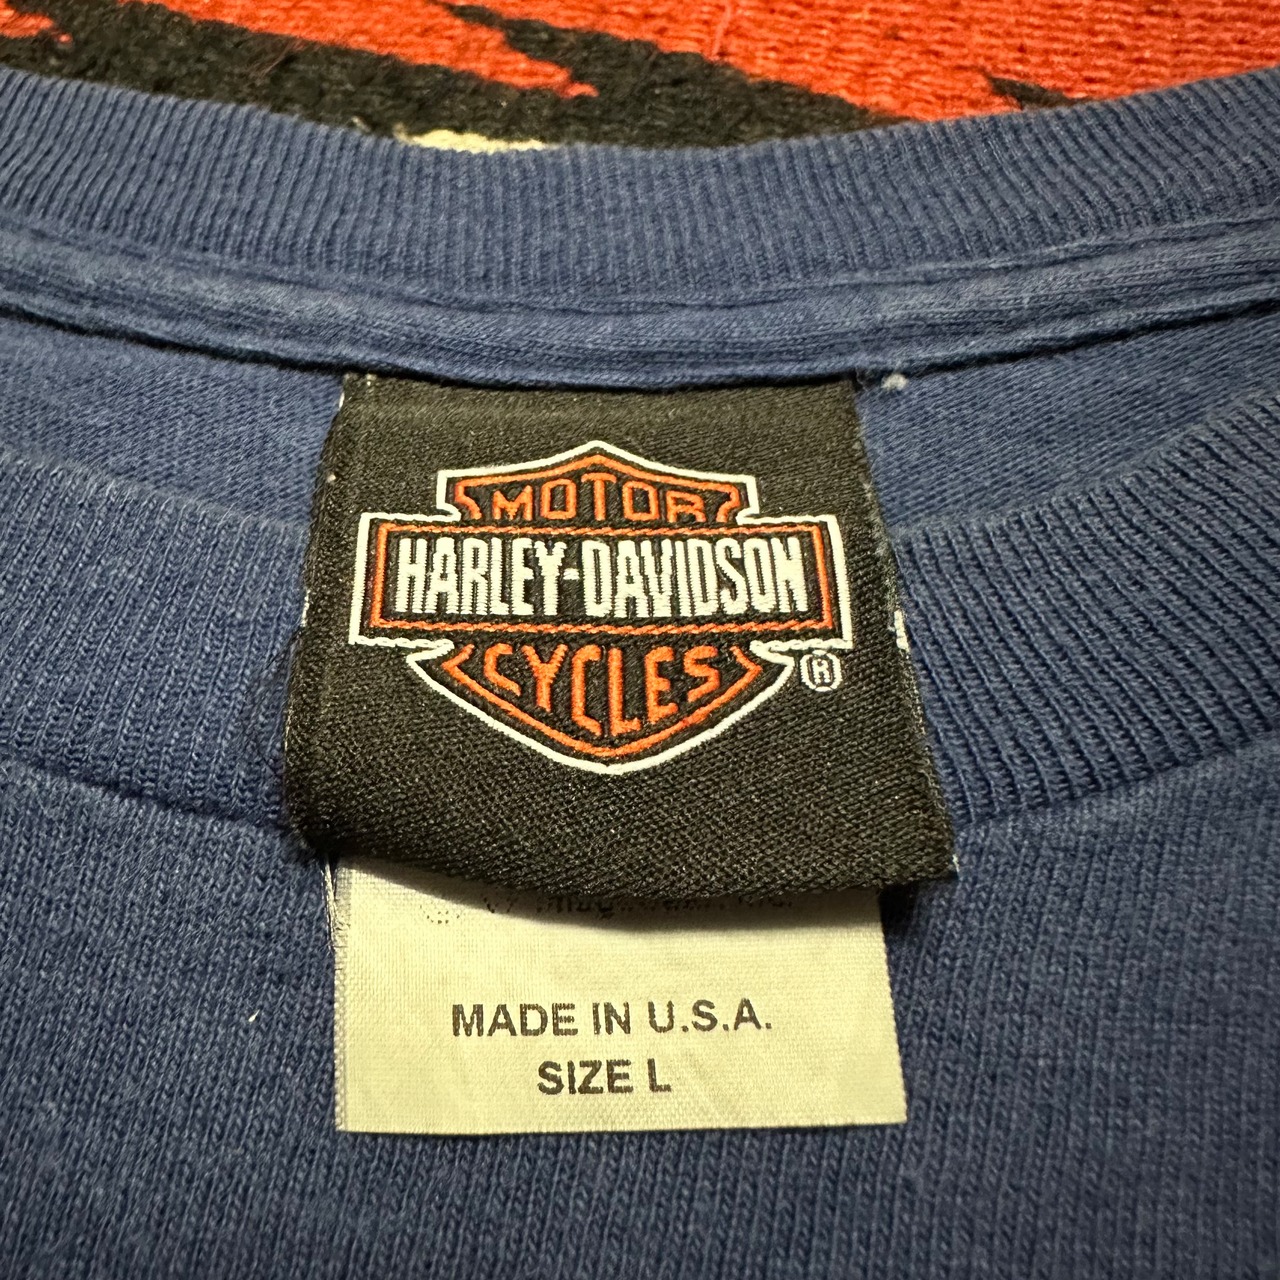 MOTOR
HARLEY-DAVIDSON
CYCLES
®
MADE IN U.S.A.
SIZE L